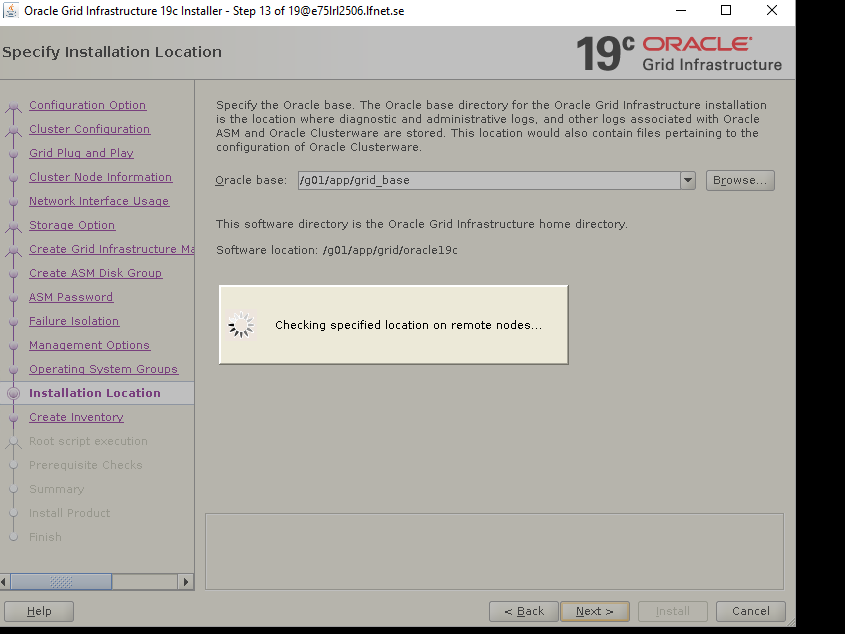 Oracle Grid Infrastructure 19c Installer - Step 13 of 19@e75lrl2506.lfnet.se
Specify Installation Location
19c ORACLE
Grid Infrastructure
Configuration Option
Cluster Configuration
Grid Plug and Play
Cluster Node Information
Network Interface Usage
Storage Option
Create Grid Infrastructure Ma
Create ASM Disk Group
ASM Password
Failure Isolation
Management Options
Operating System Groups
Installation Location
Create Inventory
Root script execution
Prerequisite Checks
Summary
Install Product
Finish
Specify the Oracle base. The Oracle base directory for the Oracle Grid Infrastructure installation
is the location where diagnostic and administrative logs, and other logs associated with Oracle
ASM and Oracle Clusterware are stored. This location would also contain files pertaining to the
configuration of Oracle Clusterware.
Oracle base: /g01/app/grid_base Browse...
This software directory is the Oracle Grid Infrastructure home directory.
Software location: /g01/app/grid/oracle19c
Checking specified location on remote nodes...
Help < Back Next > Install Cancel